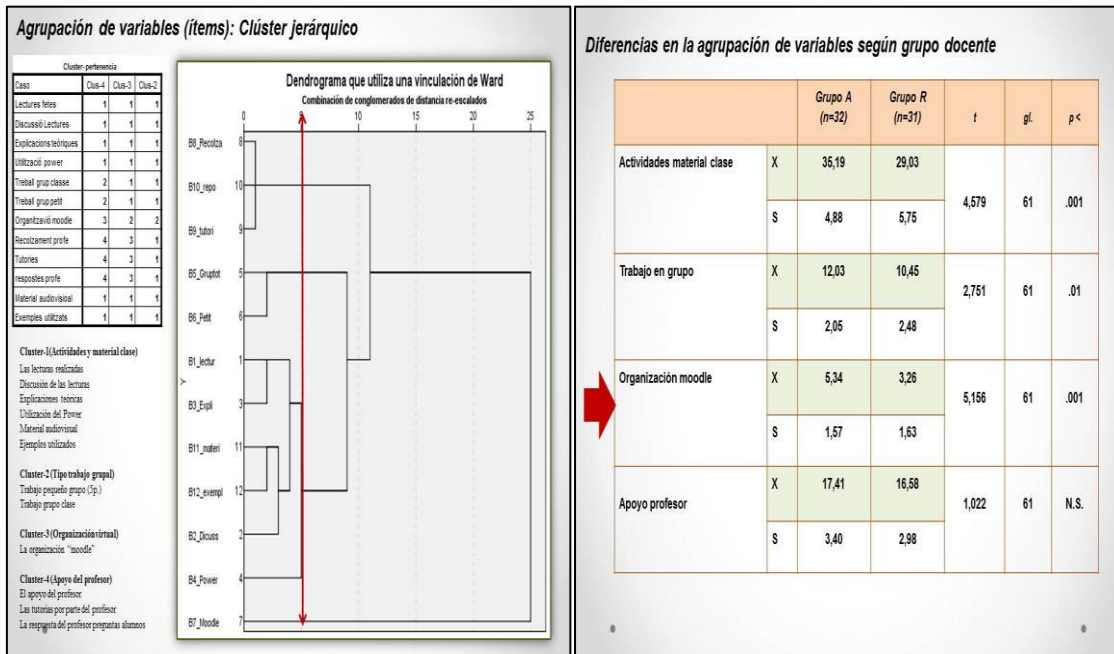 Agrupación de variables (ítems): Clúster jerárquico
Cluster- pertenencia
Caso Clus-4 Clus-3 Clus-2
Lectures fetes 1 1 1
Discussió Lectures 1 1 1
Explicacions teòriques 1 1 1
Utilització power 1 1 1
Treball grup classe 2 1 1
Treball grup petit 2 1 1
Organització moodle 3 2 2
Recolzament profe 4 3 1
Tutories 4 3 1
respostes profe 4 3 1
Material audiovisioal 1 1 1
Exemples utilitzats 1 1 1
Cluster-1(Actividades y material clase)
Las lecturas realizadas
Discusión de las lecturas
Explicaciones teóricas
Utilización del Power
Material audiovisual
Ejemplos utilizados
Cluster-2 (Tipo trabajo grupal)
Trabajo pequeño grupo (5p.)
Trabajo grupo clase
Cluster-3 (Organización virtual)
La organización "moodle"
Cluster-4 (Apoyo del profesor)
El apoyo del profesor
Las tutorias por parte del profesor
La respuesta del profesor preguntas alumnos
Dendrograma que utiliza una vinculación de Ward
Combinación de conglomerados de distancia re-escalados
0 5 10 15 20 25
B8_Recolza 8
B10_repo 10
B9_tutori 9
B5_Gruptot 5
B6_Petit 6
B1_lectur 1
Y
B3_Expli 3
B11_materi 11
B12_exempl 12
B2_Dicuss 2
B4_Power 4
B7_Moodle 7
Diferencias en la agrupación de variables según grupo docente
Grupo A (n=32) Grupo R (n=31) t gl. p <
Actividades material clase X 35,19 29,03 4,579 61 .001
S 4,88 5,75
Trabajo en grupo X 12,03 10,45 2,751 61 .01
S 2,05 2,48
Organización moodle X 5,34 3,26 5,156 61 .001
S 1,57 1,63
Apoyo profesor X 17,41 16,58 1,022 61 N.S.
S 3,40 2,98